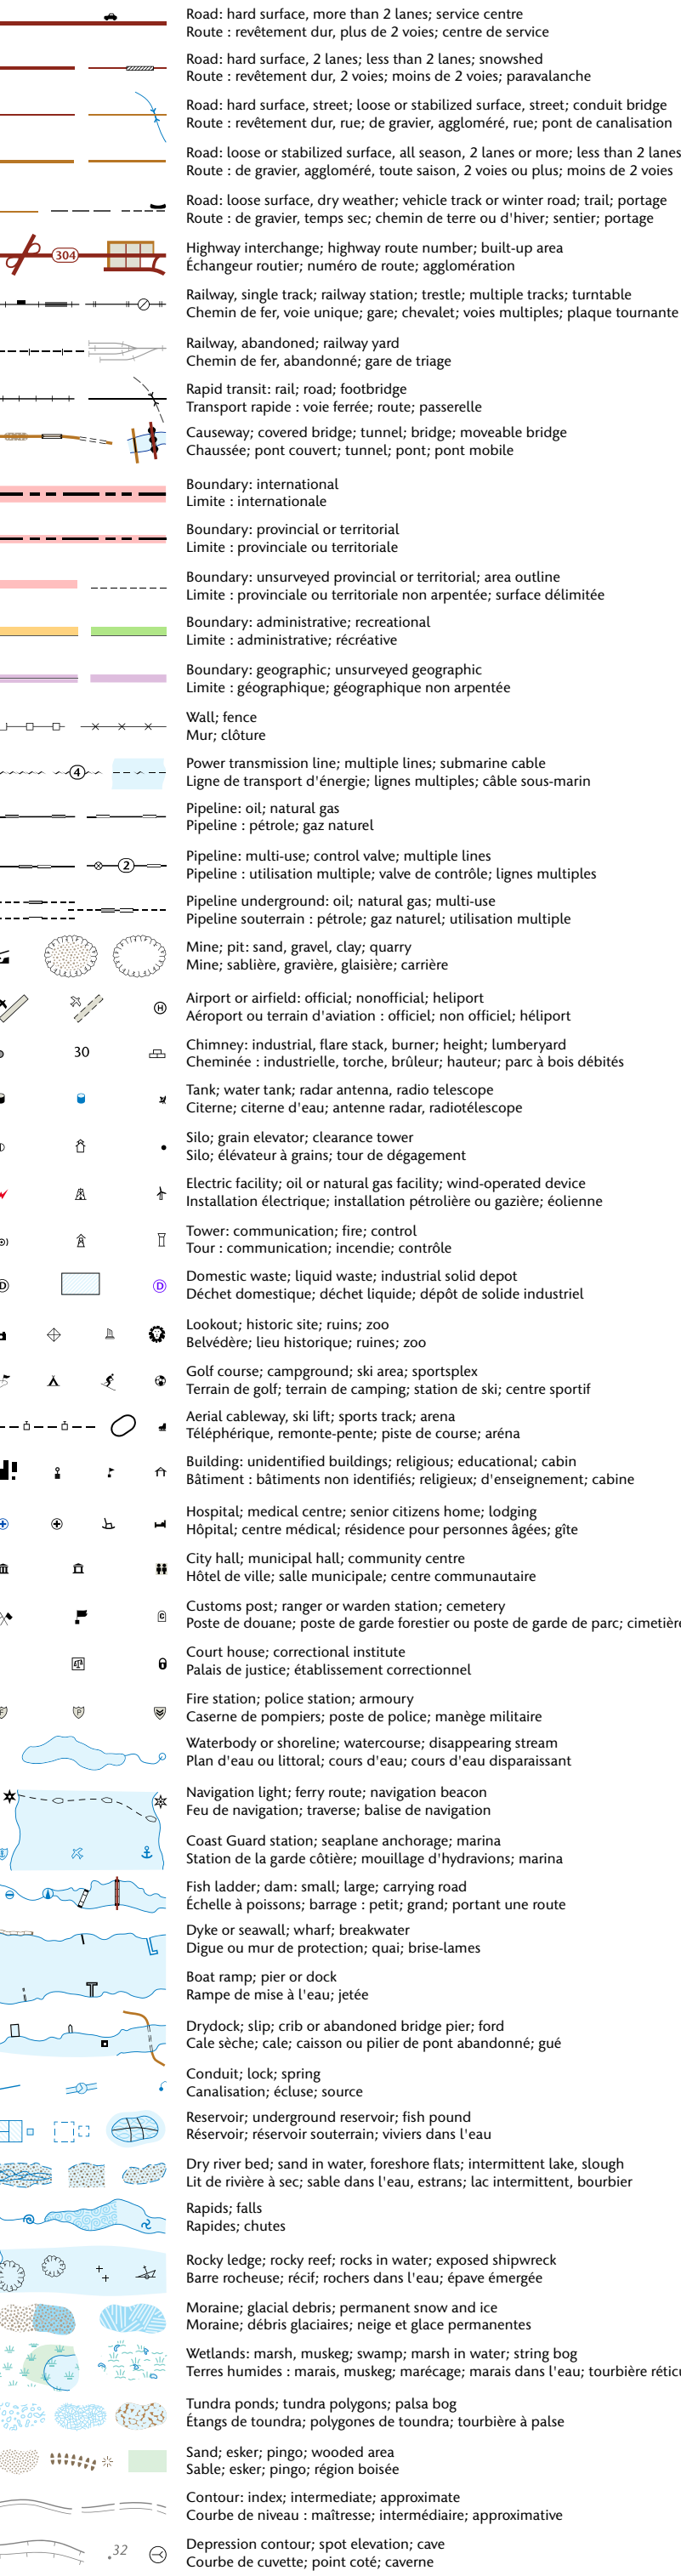 Road: hard surface, more than 2 lanes; service centre
Route : revêtement dur, plus de 2 voies; centre de service
Road: hard surface, 2 lanes; less than 2 lanes; snowshed
Route : revêtement dur, 2 voies; moins de 2 voies; paravalanche
Road: hard surface, street; loose or stabilized surface, street; conduit bridge
Route : revêtement dur, rue; de gravier, aggloméré, rue; pont de canalisation
Road: loose or stabilized surface, all season, 2 lanes or more; less than 2 lanes
Route : de gravier, aggloméré, toute saison, 2 voies ou plus; moins de 2 voies
Road: loose surface, dry weather; vehicle track or winter road; trail; portage
Route : de gravier, temps sec; chemin de terre ou d'hiver; sentier; portage
304
Highway interchange; highway route number; built-up area
Échangeur routier; numéro de route; agglomération
Railway, single track; railway station; trestle; multiple tracks; turntable
Chemin de fer, voie unique; gare; chevalet; voies multiples; plaque tournante
Railway, abandoned; railway yard
Chemin de fer, abandonné; gare de triage
Rapid transit: rail; road; footbridge
Transport rapide : voie ferrée; route; passerelle
Causeway; covered bridge; tunnel; bridge; moveable bridge
Chaussée; pont couvert; tunnel; pont; pont mobile
Boundary: international
Limite : internationale
Boundary: provincial or territorial
Limite : provinciale ou territoriale
Boundary: unsurveyed provincial or territorial; area outline
Limite : provinciale ou territoriale non arpentée; surface délimitée
Boundary: administrative; recreational
Limite : administrative; récréative
Boundary: geographic; unsurveyed geographic
Limite : géographique; géographique non arpentée
Wall; fence
Mur; clôture
4
Power transmission line; multiple lines; submarine cable
Ligne de transport d'énergie; lignes multiples; câble sous-marin
Pipeline: oil; natural gas
Pipeline : pétrole; gaz naturel
2
Pipeline: multi-use; control valve; multiple lines
Pipeline : utilisation multiple; valve de contrôle; lignes multiples
Pipeline underground: oil; natural gas; multi-use
Pipeline souterrain : pétrole; gaz naturel; utilisation multiple
Mine; pit: sand, gravel, clay; quarry
Mine; sablière, gravière, glaisière; carrière
H
Airport or airfield: official; nonofficial; heliport
Aéroport ou terrain d'aviation : officiel; non officiel; héliport
30
Chimney: industrial, flare stack, burner; height; lumberyard
Cheminée : industrielle, torche, brûleur; hauteur; parc à bois débités
Tank; water tank; radar antenna, radio telescope
Citerne; citerne d'eau; antenne radar, radiotélescope
Silo; grain elevator; clearance tower
Silo; élévateur à grains; tour de dégagement
Electric facility; oil or natural gas facility; wind-operated device
Installation électrique; installation pétrolière ou gazière; éolienne
Tower: communication; fire; control
Tour : communication; incendie; contrôle
D D
Domestic waste; liquid waste; industrial solid depot
Déchet domestique; déchet liquide; dépôt de solide industriel
Lookout; historic site; ruins; zoo
Belvédère; lieu historique; ruines; zoo
Golf course; campground; ski area; sportsplex
Terrain de golf; terrain de camping; station de ski; centre sportif
Aerial cableway, ski lift; sports track; arena
Téléphérique, remonte-pente; piste de course; aréna
Building: unidentified buildings; religious; educational; cabin
Bâtiment : bâtiments non identifiés; religieux; d'enseignement; cabine
Hospital; medical centre; senior citizens home; lodging
Hôpital; centre médical; résidence pour personnes âgées; gîte
City hall; municipal hall; community centre
Hôtel de ville; salle municipale; centre communautaire
C
Customs post; ranger or warden station; cemetery
Poste de douane; poste de garde forestier ou poste de garde de parc; cimetière
Court house; correctional institute
Palais de justice; établissement correctionnel
F P
Fire station; police station; armoury
Caserne de pompiers; poste de police; manège militaire
Waterbody or shoreline; watercourse; disappearing stream
Plan d'eau ou littoral; cours d'eau; cours d'eau disparaissant
Navigation light; ferry route; navigation beacon
Feu de navigation; traverse; balise de navigation
Coast Guard station; seaplane anchorage; marina
Station de la garde côtière; mouillage d'hydravions; marina
Fish ladder; dam: small; large; carrying road
Échelle à poissons; barrage : petit; grand; portant une route
Dyke or seawall; wharf; breakwater
Digue ou mur de protection; quai; brise-lames
Boat ramp; pier or dock
Rampe de mise à l'eau; jetée
Drydock; slip; crib or abandoned bridge pier; ford
Cale sèche; cale; caisson ou pilier de pont abandonné; gué
Conduit; lock; spring
Canalisation; écluse; source
Reservoir; underground reservoir; fish pound
Réservoir; réservoir souterrain; viviers dans l'eau
Dry river bed; sand in water, foreshore flats; intermittent lake, slough
Lit de rivière à sec; sable dans l'eau, estrans; lac intermittent, bourbier
Rapids; falls
Rapides; chutes
Rocky ledge; rocky reef; rocks in water; exposed shipwreck
Barre rocheuse; récif; rochers dans l'eau; épave émergée
Moraine; glacial debris; permanent snow and ice
Moraine; débris glaciaires; neige et glace permanentes
Wetlands: marsh, muskeg; swamp; marsh in water; string bog
Terres humides : marais, muskeg; marécage; marais dans l'eau; tourbière
Tundra ponds; tundra polygons; palsa bog
Étangs de toundra; polygones de toundra; tourbière à palse
Sand; esker; pingo; wooded area
Sable; esker; pingo; région boisée
Contour: index; intermediate; approximate
Courbe de niveau : maîtresse; intermédiaire; approximative
.32
Depression contour; spot elevation; cave
Courbe de cuvette; point coté; caverne